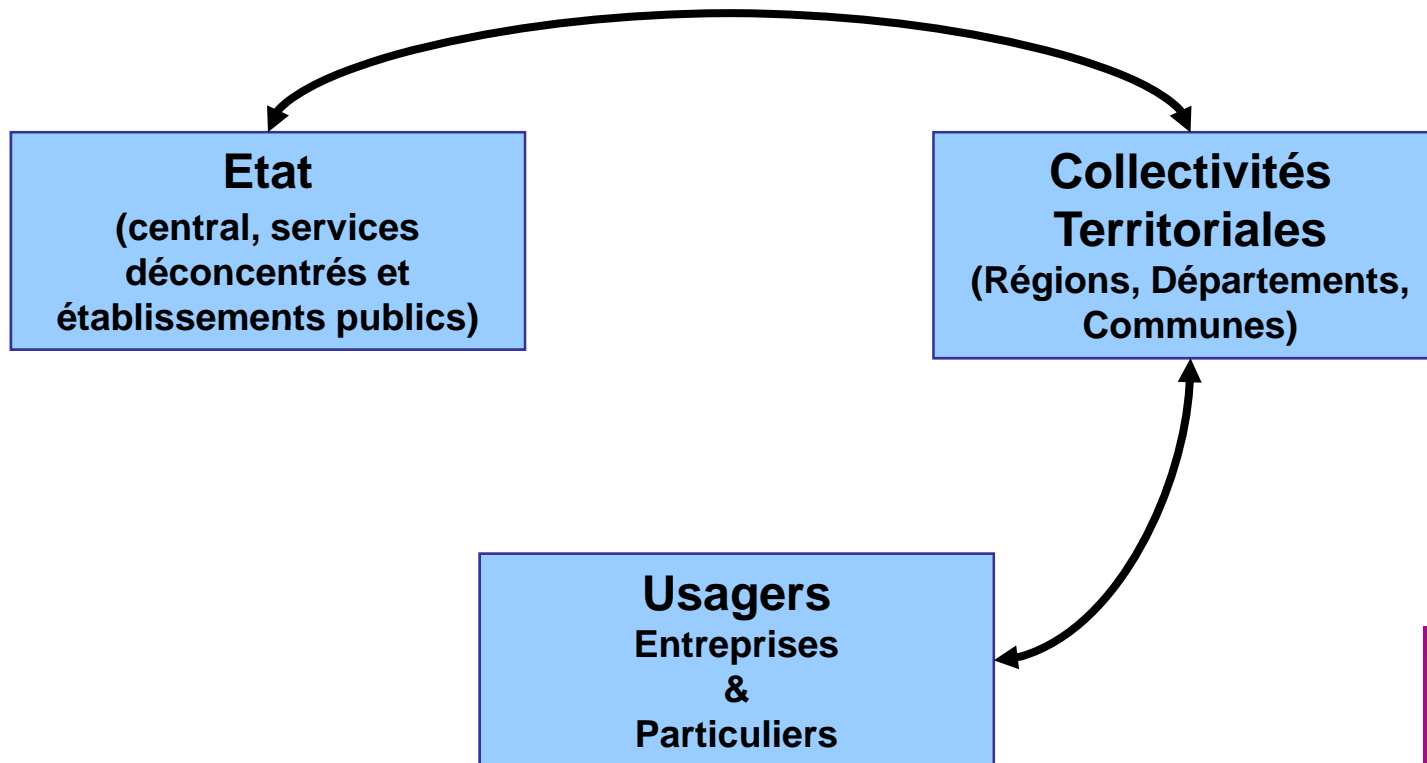 Etat
(central, services
déconcentrés et
établissements publics)
Collectivités
Territoriales
(Régions, Départements,
Communes)
Usagers
Entreprises
&
Particuliers